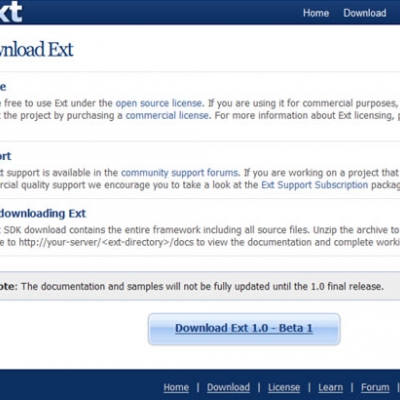 xt
Home Download
wnload Ext
e
e free to use Ext under the open source license. If you are using it for commercial purposes,
t the project by purchasing a commercial license. For more information about Ext licensing, p
ort
xt support is available in the community support forums. If you are working on a project that
ercial quality support we encourage you to take a look at the Ext Support Subscription packag
downloading Ext
t SDK download contains the entire framework including all source files. Unzip the archive to
e to http://your-server/<ext-directory>/docs to view the documentation and complete worki
ote: The documentation and samples will not be fully updated until the 1.0 final release.
Download Ext 1.0 - Beta 1
Home | Download | License | Learn | Forum |